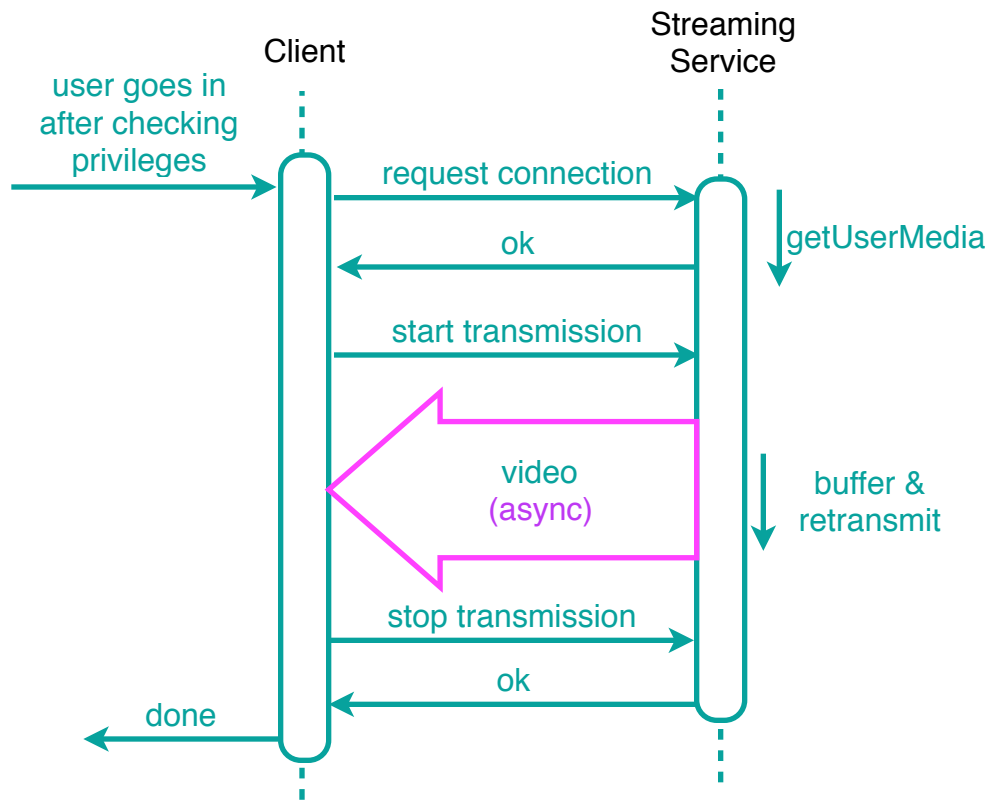 Client
Streaming
Service
user goes in
after checking
privileges
request connection
getUserMedia
ok
start transmission
video
(async)
buffer &
retransmit
stop transmission
ok
done